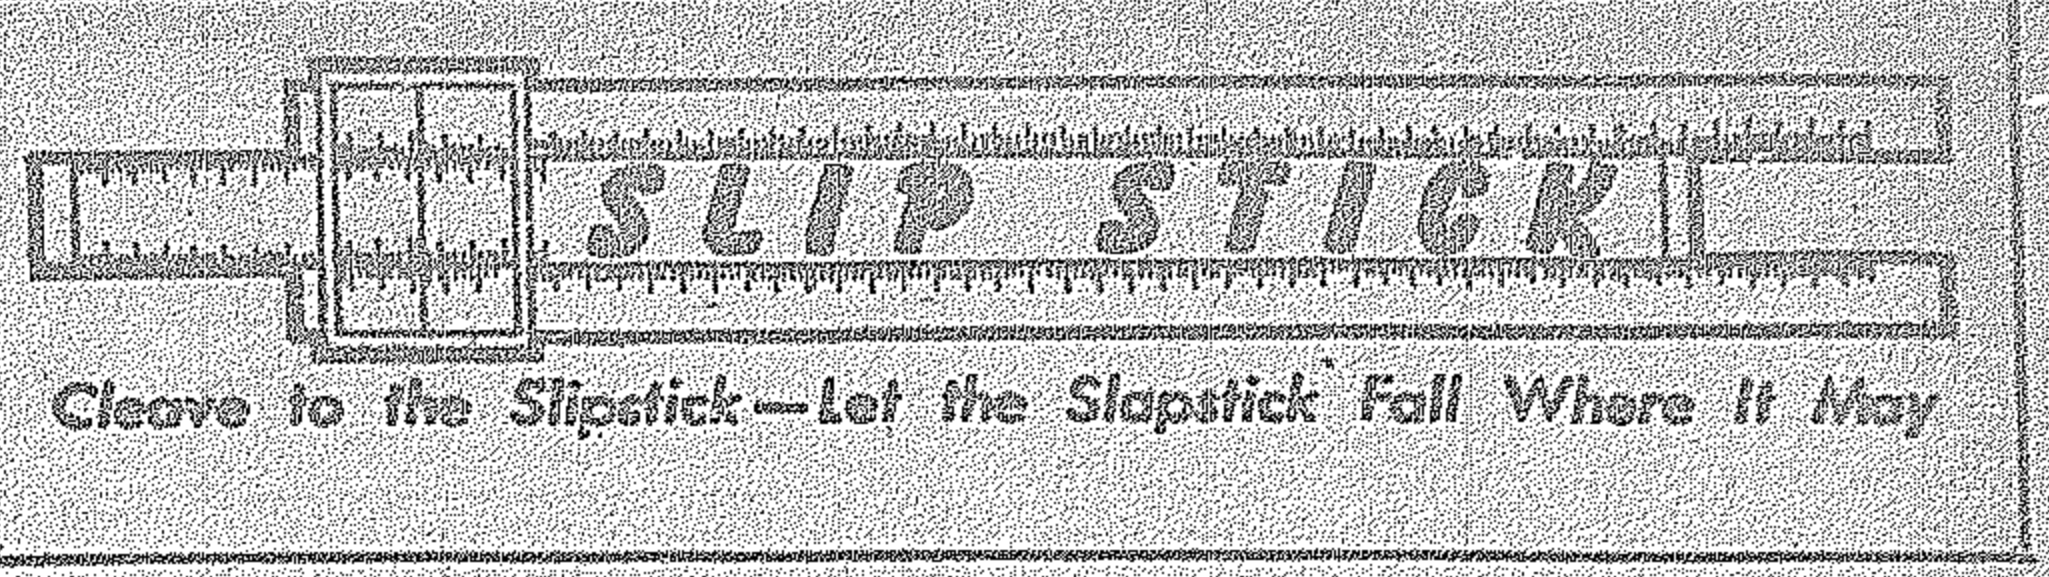 SLIP STICK
Cleave to the Slipstick—Let the Slapstick Fall Where It May